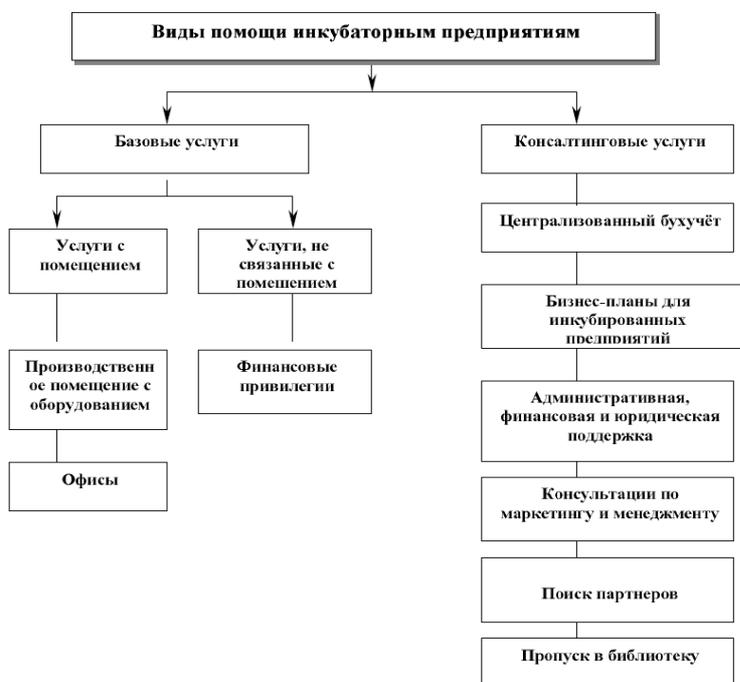 Виды помощи инкубаторным предприятиям
Базовые услуги
Консалтинговые услуги
Услуги с
помещением
Услуги, не
связанные с
помещением
Производственн
ое помещение с
оборудованием
Офисы
Финансовые
привилегии
Централизованный бухучёт
Бизнес-планы для
инкубированных
предприятий
Административная,
финансовая и юридическая
поддержка
Консультации по
маркетингу и менеджменту
Поиск партнеров
Пропуск в библиотеку